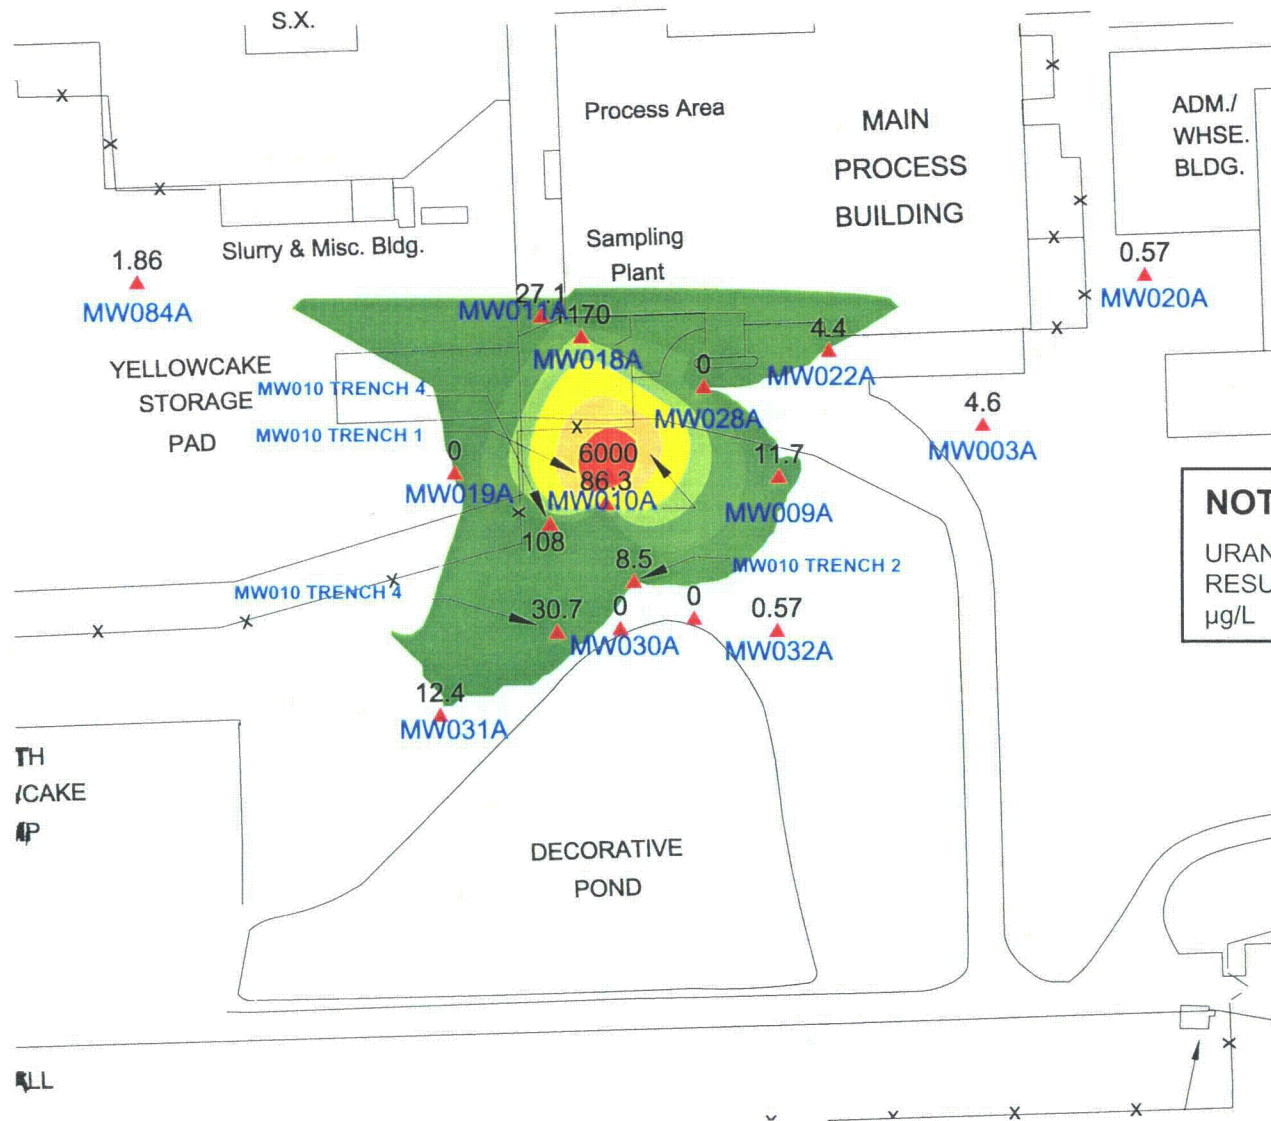 S.X.
Process Area
MAIN
PROCESS
BUILDING
ADM./
WHSE.
BLDG.
Slurry & Misc. Bldg.
Sampling
Plant
1.86
MW084A
0.57
MW020A
27.1
MW011A
1170
MW018A
4.4
MW022A
0
MW028A
YELLOWCAKE
STORAGE
PAD
MW010 TRENCH 4
MW010 TRENCH 1
4.6
MW003A
0
MW019A
6000
86.3
MW010A
11.7
MW009A
108
NOT
URAN
RESU
µg/L
8.5
MW010 TRENCH 2
MW010 TRENCH 4
30.7
0
MW030A
0
0.57
MW032A
12.4
MW031A
TH
/CAKE
DECORATIVE
POND